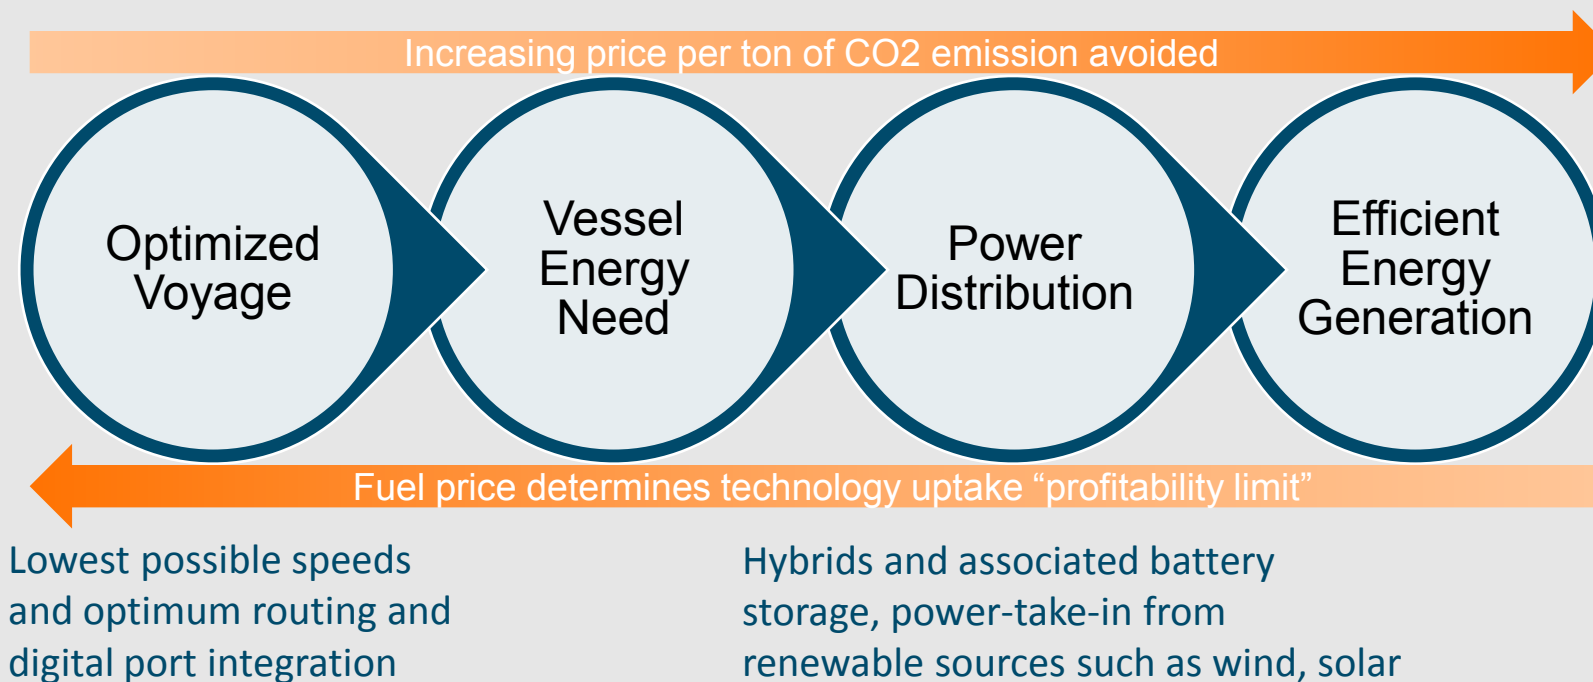 Increasing price per ton of CO2 emission avoided
Optimized
Voyage
Vessel
Energy
Need
Power
Distribution
Efficient
Energy
Generation
Fuel price determines technology uptake “profitability limit”
Lowest possible speeds
and optimum routing and
digital port integration
Hybrids and associated battery
storage, power-take-in from
renewable sources such as wind, solar